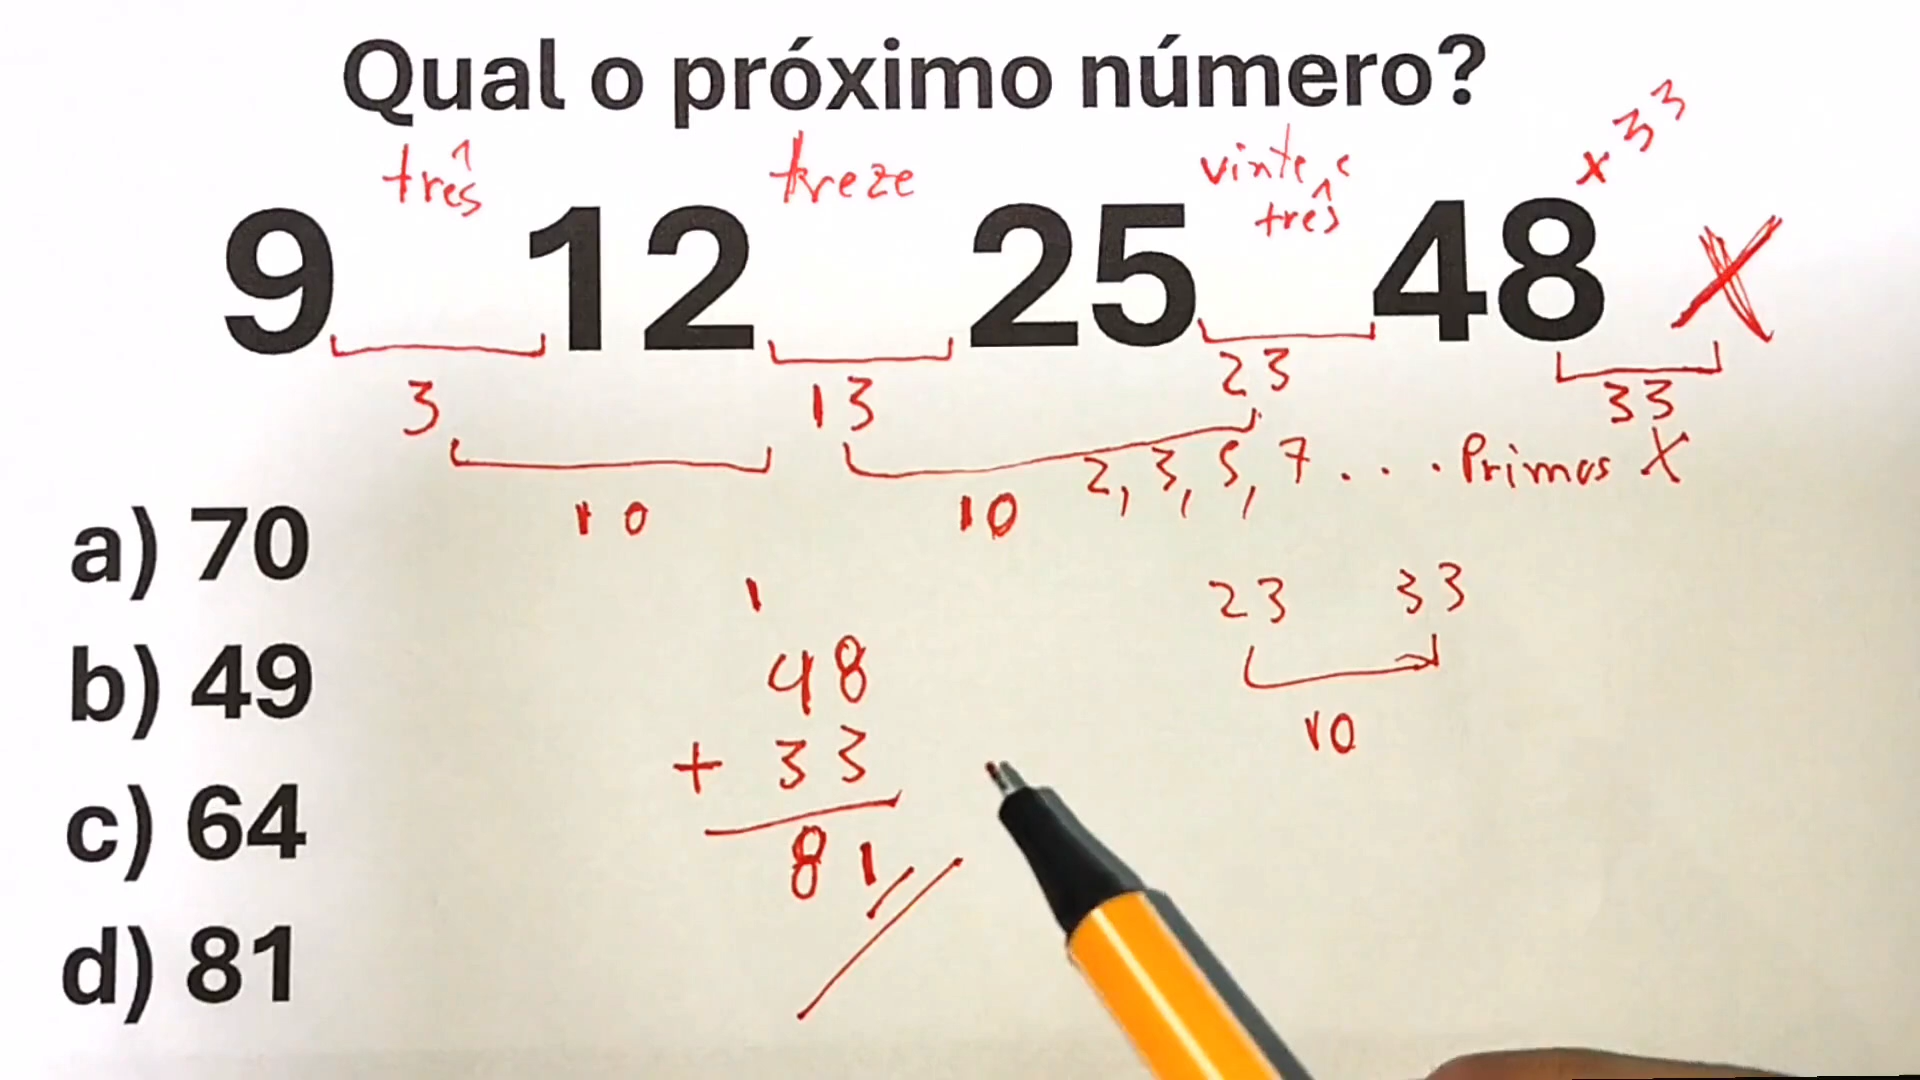 Qual o próximo número?
três treze vinte e três x 33
9 12 25 48 X
3 13 23 33
10 10 2, 3, 5, 7 . . . . Primos X
a) 70
b) 49
c) 64
d) 81
1
48
+ 33
81
23 33
10